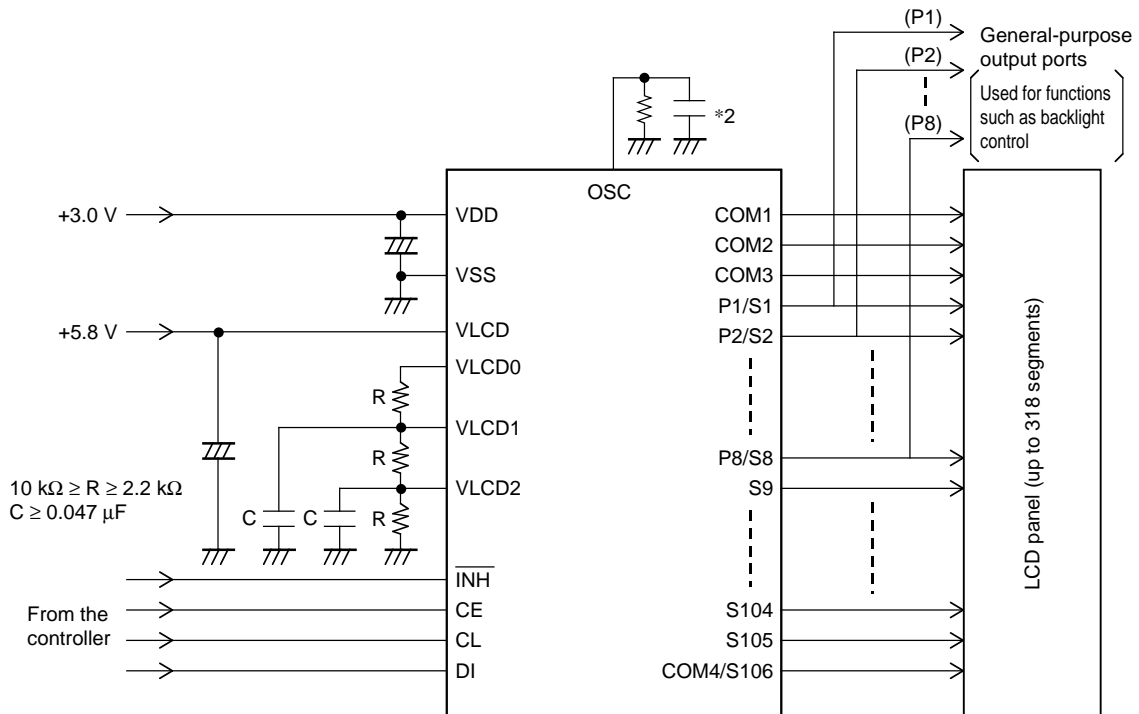 (P1)
General-purpose
output ports
(P2)
Used for functions
such as backlight
control
(P8)
*2
OSC
+3.0 V
VDD
VSS
+5.8 V
VLCD
VLCD0
R
VLCD1
R
VLCD2
C
C
R
10 kΩ ≥ R ≥ 2.2 kΩ
C ≥ 0.047 μF
INH
From the
controller
CE
CL
DI
COM1
COM2
COM3
P1/S1
P2/S2
P8/S8
S9
S104
S105
COM4/S106
LCD panel (up to 318 segments)